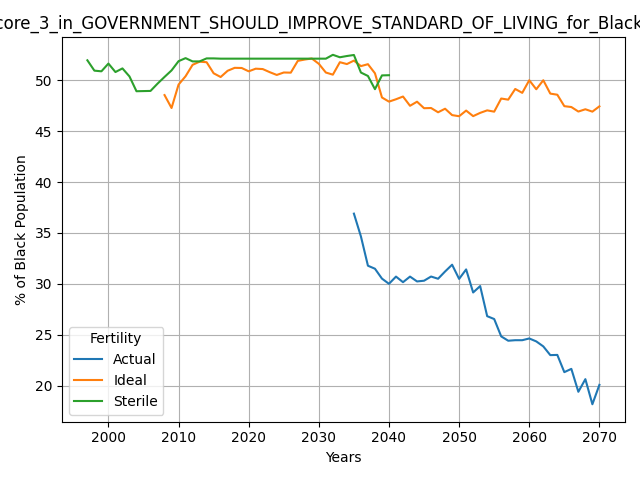 core_3_in_GOVERNMENT_SHOULD_IMPROVE_STANDARD_OF_LIVING_for_Black
% of Black Population
50
45
40
35
30
25
20
Fertility
Actual
Ideal
Sterile
2000 2010 2020 2030 2040 2050 2060 2070
Years